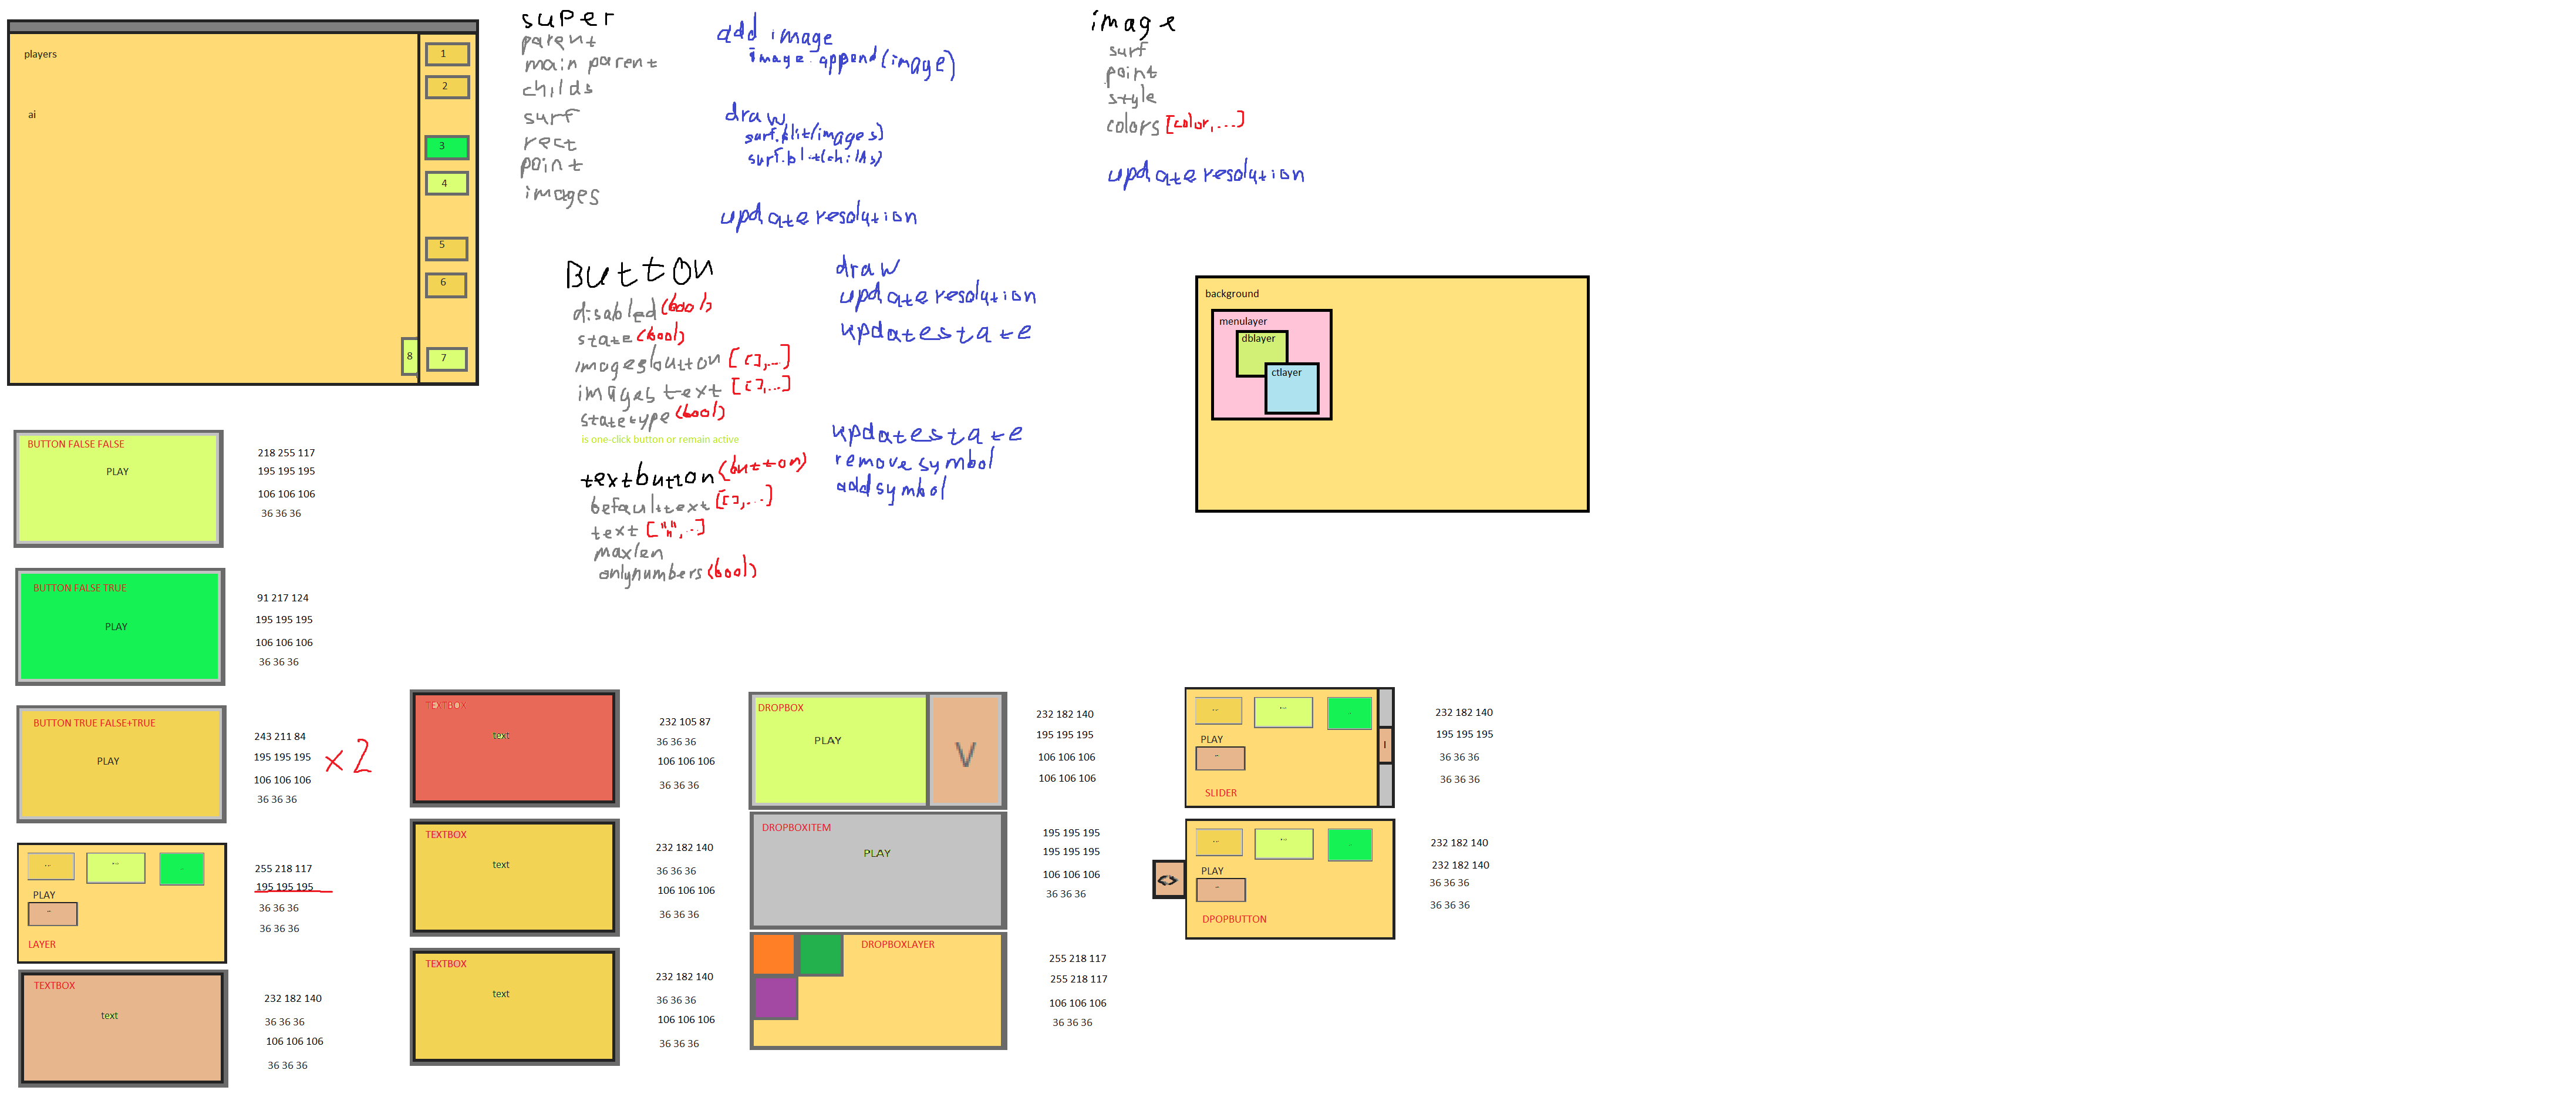 players
ai
1
2
3
4
5
6
7
8
super
parent
main parent
childs
surf
rect
point
images
add image
image.append(image)
draw
surf.blit(images)
surf.blit(childs)
updateresolution
image
surf
point
style
colors [color,...]
updateresolution
Button
disabled (bool)
state (bool)
imagesbutton [[],...]
images text [[],...]
statetype (bool)
is one-click button or remain active
draw
updateresolution
updatestate
textbutton (button)
befaulttext [[],...]
text ["",..]
maxlen
onlynumbers (bool)
updatestate
remove symbol
addsymbol
background
menulayer
dblayer
ctlayer
BUTTON FALSE FALSE
PLAY
218 255 117
195 195 195
106 106 106
36 36 36
BUTTON FALSE TRUE
PLAY
91 217 124
195 195 195
106 106 106
36 36 36
BUTTON TRUE FALSE+TRUE
PLAY
243 211 84
195 195 195
106 106 106
36 36 36
x2
PLAY
LAYER
255 218 117
195 195 195
36 36 36
36 36 36
TEXTBOX
text
232 182 140
36 36 36
106 106 106
36 36 36
TEXTBOX
text
232 105 87
36 36 36
106 106 106
36 36 36
TEXTBOX
text
232 182 140
36 36 36
106 106 106
36 36 36
TEXTBOX
text
232 182 140
36 36 36
106 106 106
36 36 36
DROPBOX
PLAY
V
232 182 140
195 195 195
106 106 106
106 106 106
DROPBOXITEM
PLAY
195 195 195
195 195 195
106 106 106
36 36 36
DROPBOXLAYER
255 218 117
255 218 117
106 106 106
36 36 36
PLAY
I
SLIDER
232 182 140
195 195 195
36 36 36
36 36 36
<>
PLAY
DPOPBUTTON
232 182 140
232 182 140
36 36 36
36 36 36